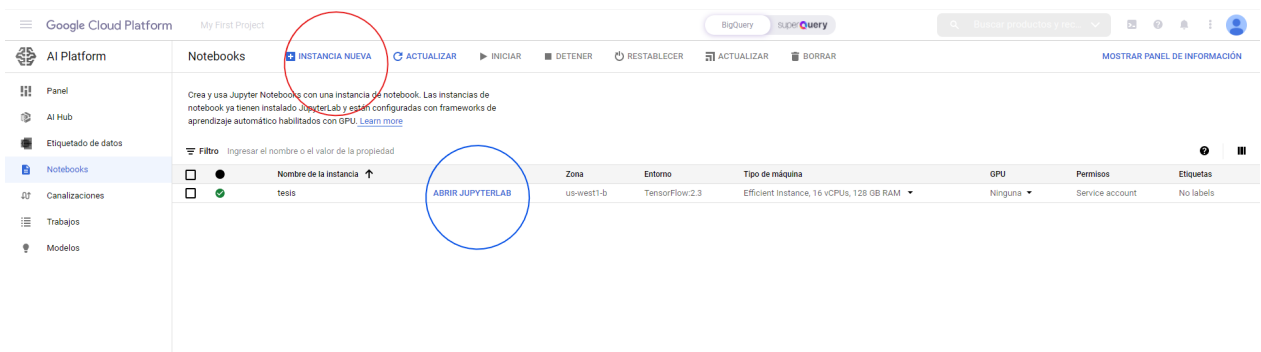 Google Cloud Platform My First Project BigQuery superQuery Buscar productos y rec...
AI Platform Notebooks INSTANCIA NUEVA ACTUALIZAR INICIAR DETENER RESTABLECER ACTUALIZAR BORRAR MOSTRAR PANEL DE INFORMACIÓN
Panel
AI Hub
Etiquetado de datos
Notebooks
Canalizaciones
Trabajos
Modelos
Crea y usa Jupyter Notebooks con una instancia de notebook. Las instancias de
notebook ya tienen instalado JupyterLab y están configuradas con frameworks de
aprendizaje automático habilitados con GPU. Learn more
Filtro Ingresar el nombre o el valor de la propiedad
Nombre de la instancia Zona Entorno Tipo de máquina GPU Permisos Etiquetas
tesis ABRIR JUPYTERLAB us-west1-b TensorFlow:2.3 Efficient Instance, 16 vCPUs, 128 GB RAM Ninguna Service account No labels